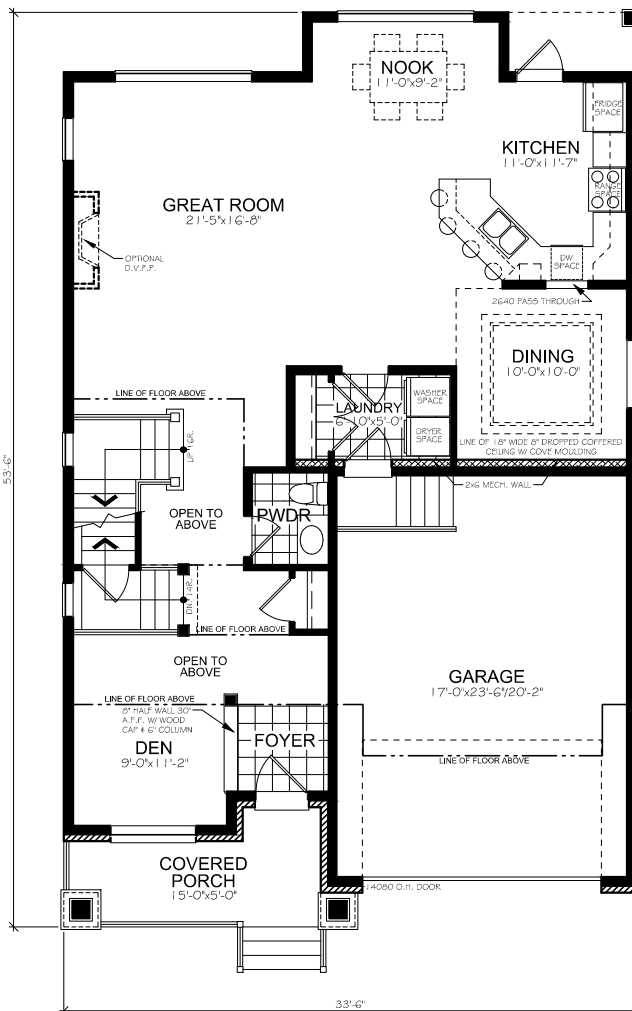 NOOK
11'-0"x9'-2"
FRIDGE
SPACE
KITCHEN
11'-0"x11'-7"
RANGE
SPACE
GREAT ROOM
21'-5"x16'-8"
OPTIONAL
D.V.F.P.
DW
SPACE
2640 PASS THROUGH
DINING
10'-0"x10'-0"
LINE OF FLOOR ABOVE
WASHER
SPACE
LAUNDRY
6'-10"x5'-0"
DRYER
SPACE
LINE OF 18" WIDE 8" DROPPED COFFERED
CEILING W/ COVE MOULDING
UP 16R.
53'-6"
2x6 MECH. WALL
OPEN TO
ABOVE
PWDR
DN. 14R.
LINE OF FLOOR ABOVE
OPEN TO
ABOVE
GARAGE
17'-0"x23'-6"/20'-2"
LINE OF FLOOR ABOVE
8" HALF WALL 30"
A.F.F. W/ WOOD
CAP & 6" COLUMN
DEN
9'-0"x11'-2"
FOYER
LINE OF FLOOR ABOVE
COVERED
PORCH
15'-0"x5'-0"
14080 O.H. DOOR
33'-6"